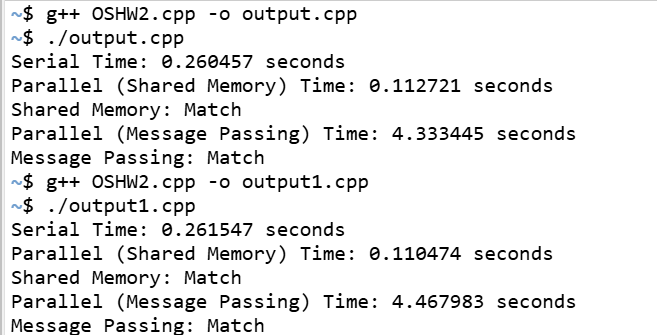 ~$ g++ OSHW2.cpp -o output.cpp
~$ ./output.cpp
Serial Time: 0.260457 seconds
Parallel (Shared Memory) Time: 0.112721 seconds
Shared Memory: Match
Parallel (Message Passing) Time: 4.333445 seconds
Message Passing: Match
~$ g++ OSHW2.cpp -o output1.cpp
~$ ./output1.cpp
Serial Time: 0.261547 seconds
Parallel (Shared Memory) Time: 0.110474 seconds
Shared Memory: Match
Parallel (Message Passing) Time: 4.467983 seconds
Message Passing: Match